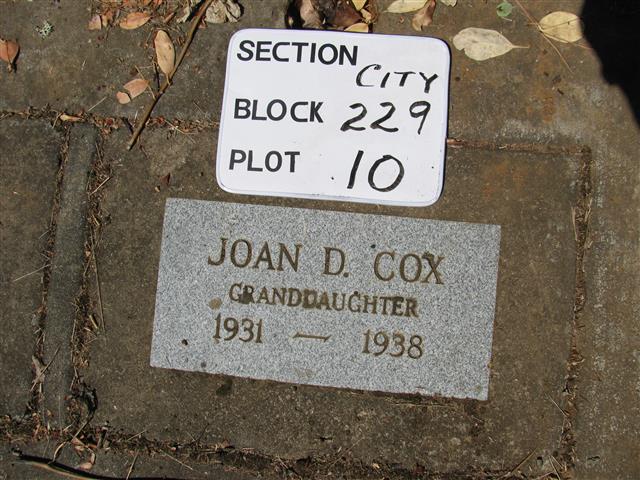 SECTION CITY
BLOCK 229
PLOT 10
JOAN D. COX
GRANDDAUGHTER
1931 — 1938